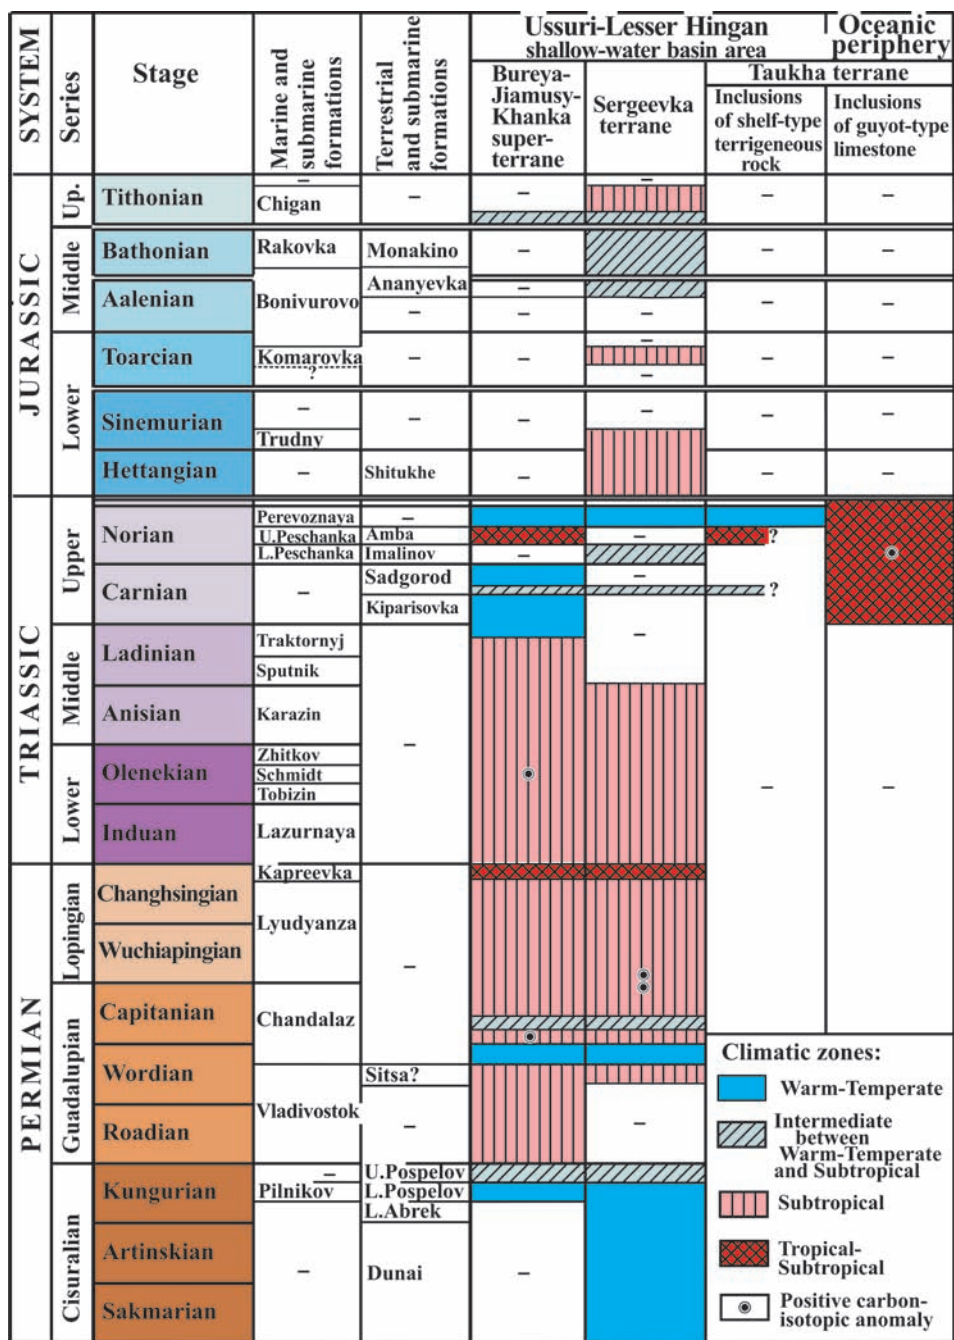 SYSTEM
Series
Stage
Marine and
submarine
formations
Terrestrial
and submarine
formations
Ussuri-Lesser Hingan
shallow-water basin area
Oceanic
periphery
Bureya-
Jiamusy-
Khanka
super-
terrane
Sergeevka
terrane
Taukha terrane
Inclusions
of shelf-type
terrigeneous
rock
Inclusions
of guyot-type
limestone
JURASSIC
Up.
Tithonian
–
Chigan
–
–
–
–
–
Middle
Bathonian
Rakovka
Monakino
–
–
–
Aalenian
Bonivurovo
Ananyevka
–
–
–
–
–
–
Lower
Toarcian
Komarovka
?
–
–
–
–
–
–
Sinemurian
–
Trudny
–
–
–
–
–
Hettangian
–
Shitukhe
–
–
–
TRIASSIC
Upper
Norian
Perevoznaya
–
U.Peschanka
Amba
–
?
L.Peschanka
Imalinov
–
Carnian
–
Sadgorod
–
?
Kiparisovka
–
Middle
Ladinian
Traktornyj
Sputnik
Anisian
Karazin
–
Lower
Olenekian
Zhitkov
Schmidt
Tobizin
–
–
Induan
Lazurnaya
PERMIAN
Lopingian
Changhsingian
Kapreevka
Lyudyanza
Wuchiapingian
–
Guadalupian
Capitanian
Chandalaz
Wordian
Sitsa?
Vladivostok
Roadian
–
–
Cisuralian
Kungurian
–
U.Pospelov
Pilnikov
L.Pospelov
L.Abrek
Artinskian
–
Dunai
–
Sakmarian
Climatic zones:
Warm-Temperate
Intermediate
between
Warm-Temperate
and Subtropical
Subtropical
Tropical-
Subtropical
Positive carbon-
isotopic anomaly